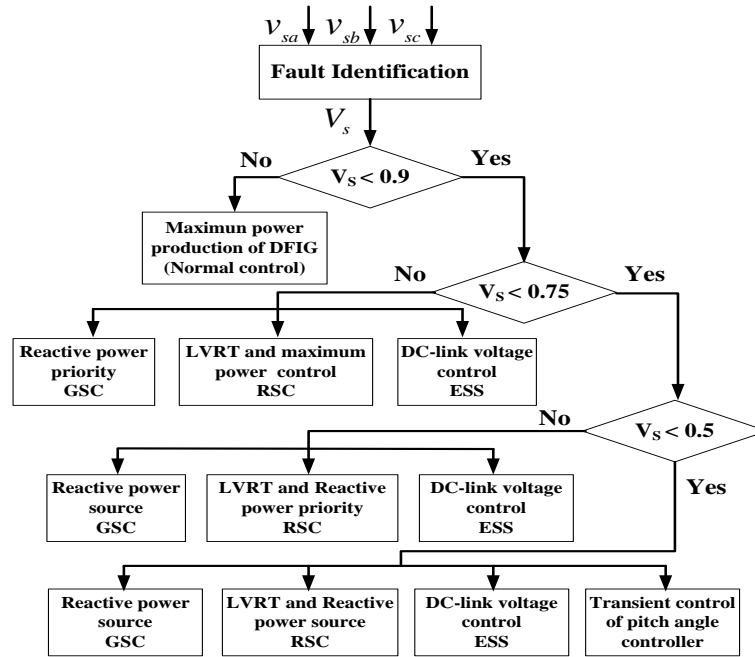 v_sa v_sb v_sc
Fault Identification
V_s
No
Yes
V_S < 0.9
Maximun power
production of DFIG
(Normal control)
No
Yes
V_S < 0.75
Reactive power
priority
GSC
LVRT and maximum
power control
RSC
DC-link voltage
control
ESS
No
V_S < 0.5
Yes
Reactive power
source
GSC
LVRT and Reactive
power priority
RSC
DC-link voltage
control
ESS
Reactive power
source
GSC
LVRT and Reactive
power source
RSC
DC-link voltage
control
ESS
Transient control
of pitch angle
controller